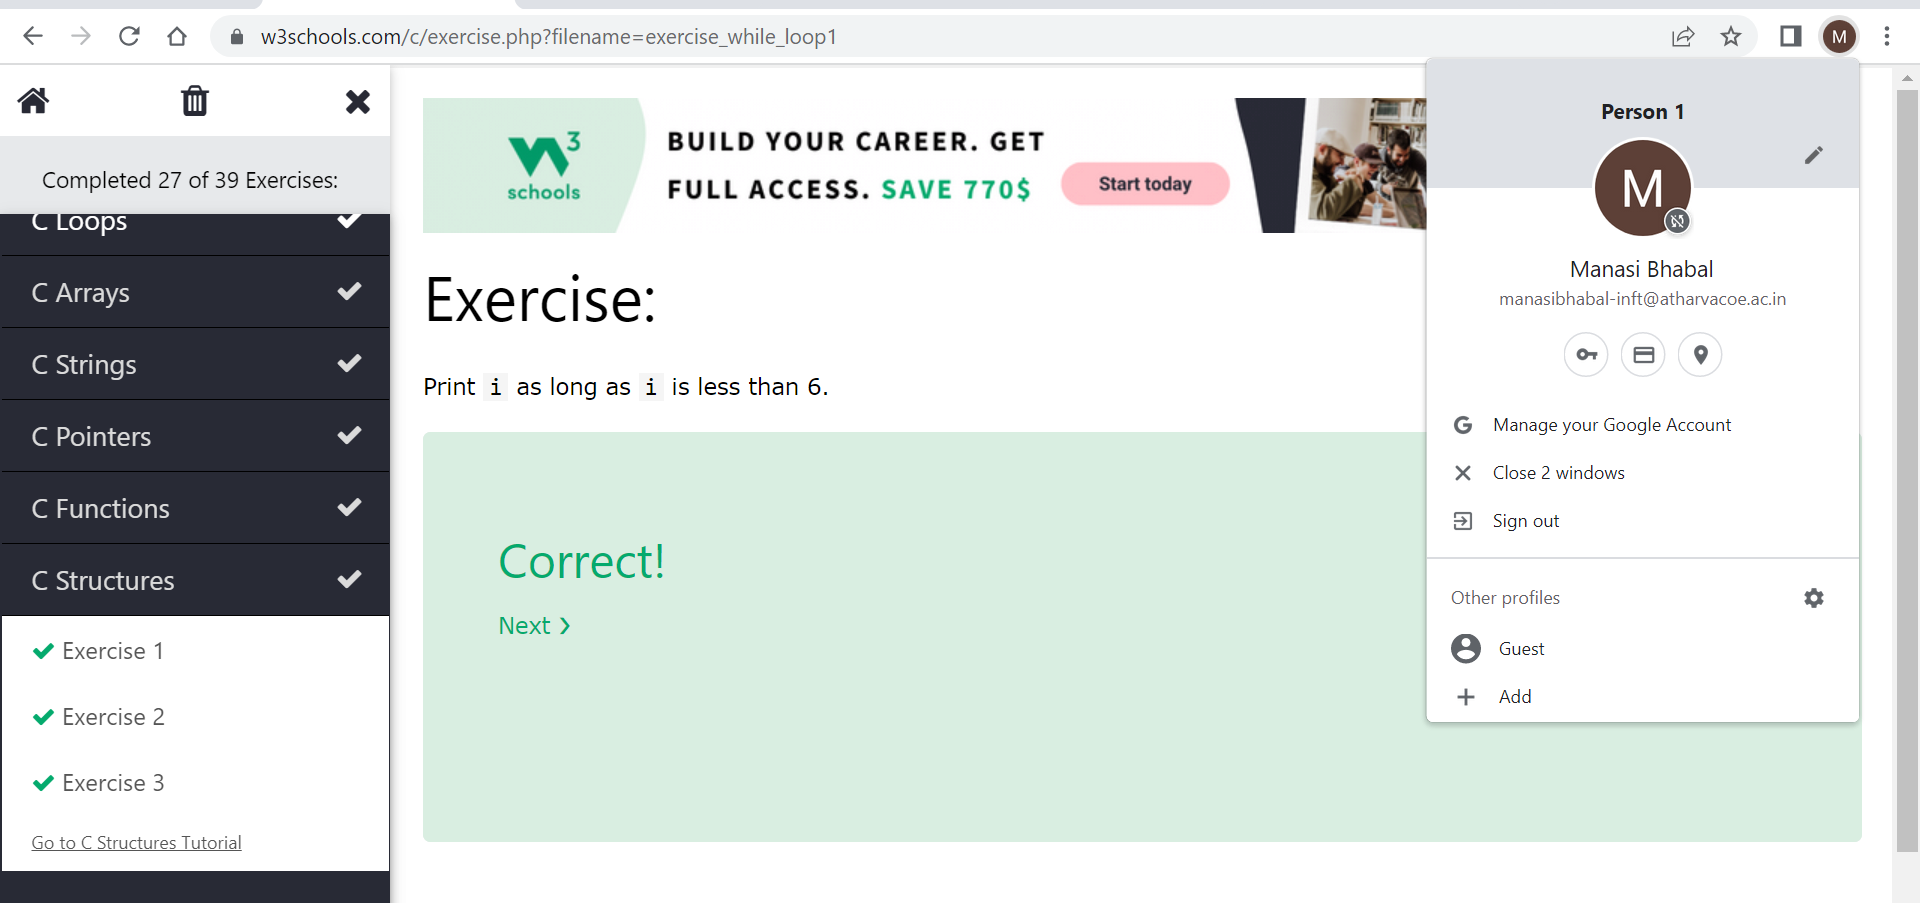 w3schools.com/c/exercise.php?filename=exercise_while_loop1
M
Completed 27 of 39 Exercises:
C Loops
C Arrays
C Strings
C Pointers
C Functions
C Structures
Exercise 1
Exercise 2
Exercise 3
Go to C Structures Tutorial
3
schools
BUILD YOUR CAREER. GET
FULL ACCESS. SAVE 770$
Start today
Exercise:
Print i as long as i is less than 6.
Correct!
Next ❯
Person 1
M
Manasi Bhabal
manasibhabal-inft@atharvacoe.ac.in
G Manage your Google Account
Close 2 windows
Sign out
Other profiles
Guest
Add